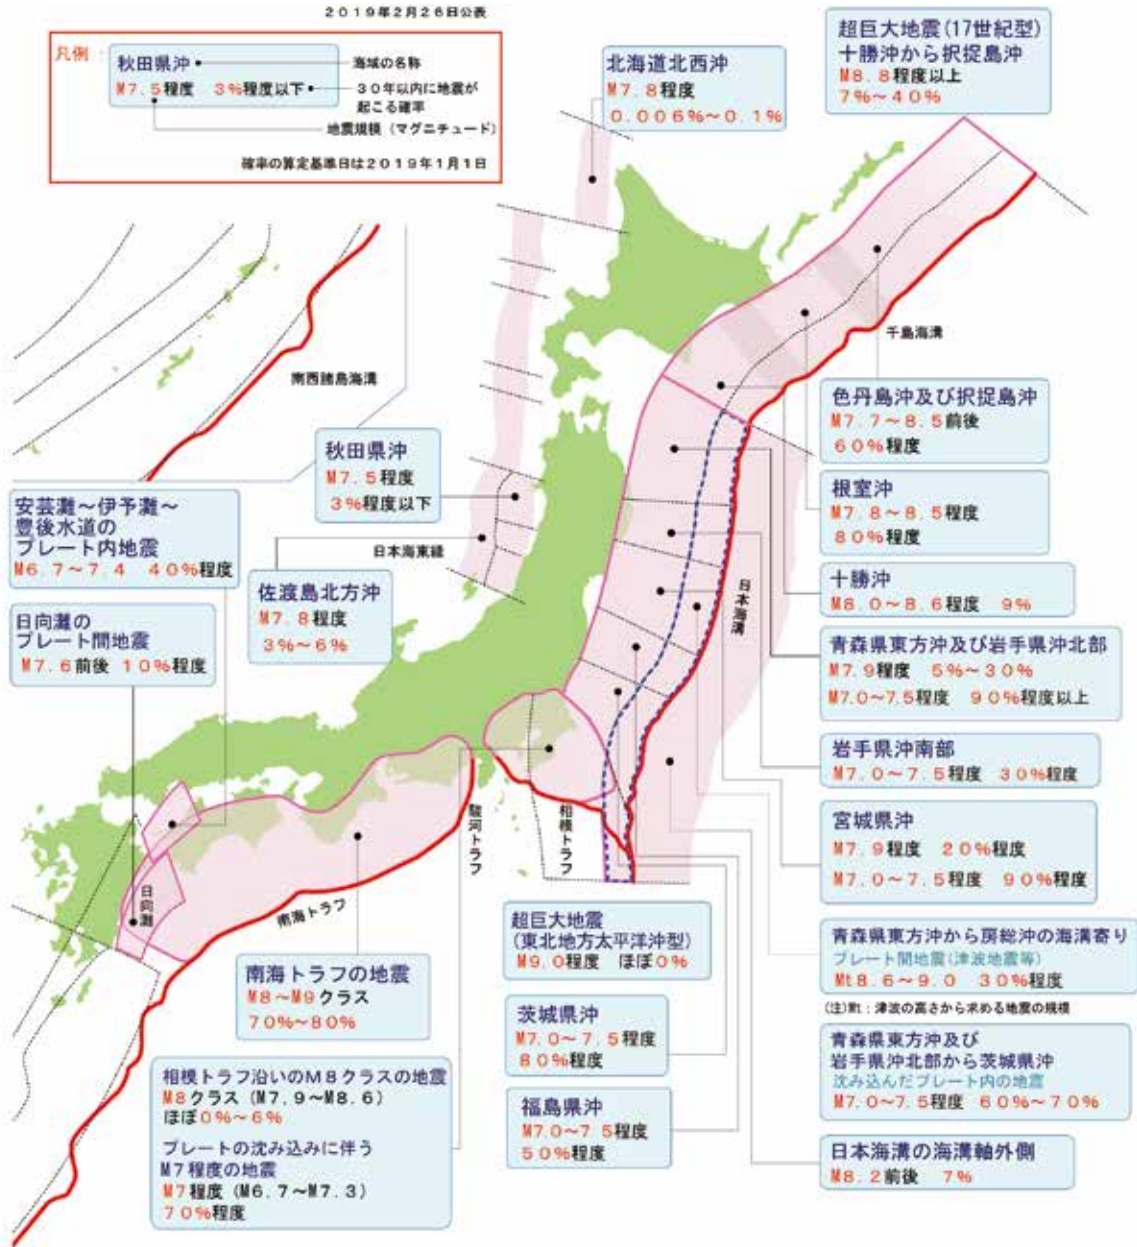 2019年2月26日公表
凡例：
秋田県沖
海域の名称
M7.5程度 3%程度以下
30年以内に地震が
起こる確率
地震規模（マグニチュード）
確率の算定基準日は2019年1月1日
北海道北西沖
M7.8程度
0.006%～0.1%
超巨大地震（17世紀型）
十勝沖から択捉島沖
M8.8程度以上
7%～40%
南西諸島海溝
千島海溝
色丹島沖及び択捉島沖
M7.7～8.5前後
60%程度
秋田県沖
M7.5程度
3%程度以下
根室沖
M7.8～8.5程度
80%程度
安芸灘～伊予灘～
豊後水道の
プレート内地震
M6.7～7.4 40%程度
日本海東縁
佐渡島北方沖
M7.8程度
3%～6%
日本海溝
十勝沖
M8.0～8.6程度 9%
日向灘の
プレート間地震
M7.6前後 10%程度
青森県東方沖及び岩手県沖北部
M7.9程度 5%～30%
M7.0～7.5程度 90%程度以上
岩手県沖南部
M7.0～7.5程度 30%程度
宮城県沖
M7.9程度 20%程度
M7.0～7.5程度 90%程度
駿河トラフ
相模トラフ
日向灘
南海トラフ
超巨大地震
（東北地方太平洋沖型）
M9.0程度 ほぼ0%
青森県東方沖から房総沖の海溝寄り
プレート間地震（津波地震等）
Mt8.6～9.0 30%程度
(注)Mt：津波の高さから求める地震の規模
南海トラフの地震
M8～M9クラス
70%～80%
茨城県沖
M7.0～7.5程度
80%程度
青森県東方沖及び
岩手県沖北部から茨城県沖
沈み込んだプレート内の地震
M7.0～7.5程度 60%～70%
相模トラフ沿いのM8クラスの地震
M8クラス（M7.9～M8.6）
ほぼ0%～6%
プレートの沈み込みに伴う
M7程度の地震
M7程度（M6.7～M7.3）
70%程度
福島県沖
M7.0～7.5程度
50%程度
日本海溝の海溝軸外側
M8.2前後 7%